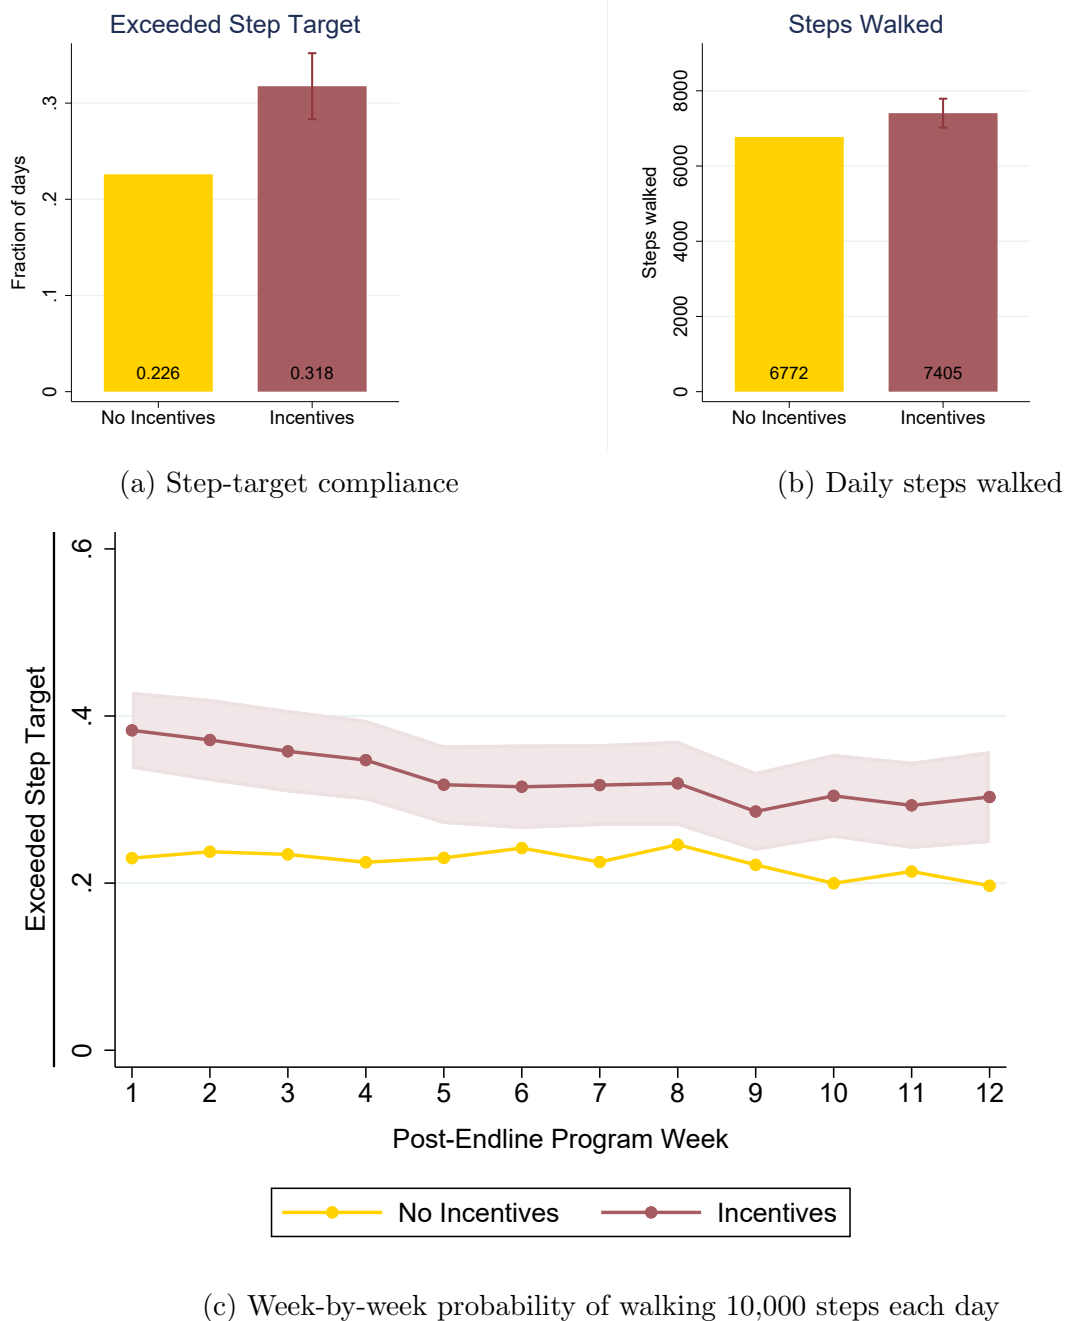 Exceeded Step Target
Fraction of days
.3
.2
.1
0
0.226
0.318
No Incentives
Incentives
(a) Step-target compliance
Steps Walked
Steps walked
8000
6000
4000
2000
0
6772
7405
No Incentives
Incentives
(b) Daily steps walked
Exceeded Step Target
.6
.4
.2
0
1 2 3 4 5 6 7 8 9 10 11 12
Post-Endline Program Week
No Incentives
Incentives
(c) Week-by-week probability of walking 10,000 steps each day